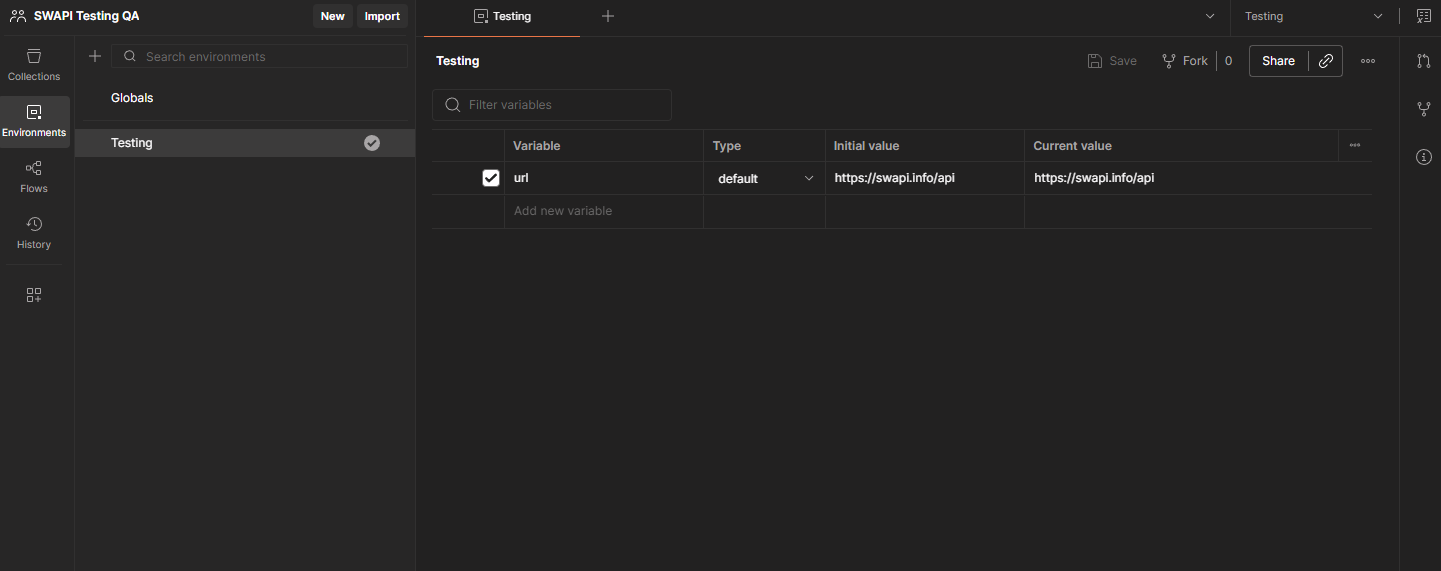 SWAPI Testing QA
New
Import
Testing
Testing
Collections
Environments
Flows
History
Search environments
Globals
Testing
Testing
Save
Fork
0
Share
Filter variables
Variable
Type
Initial value
Current value
url
default
https://swapi.info/api
https://swapi.info/api
Add new variable